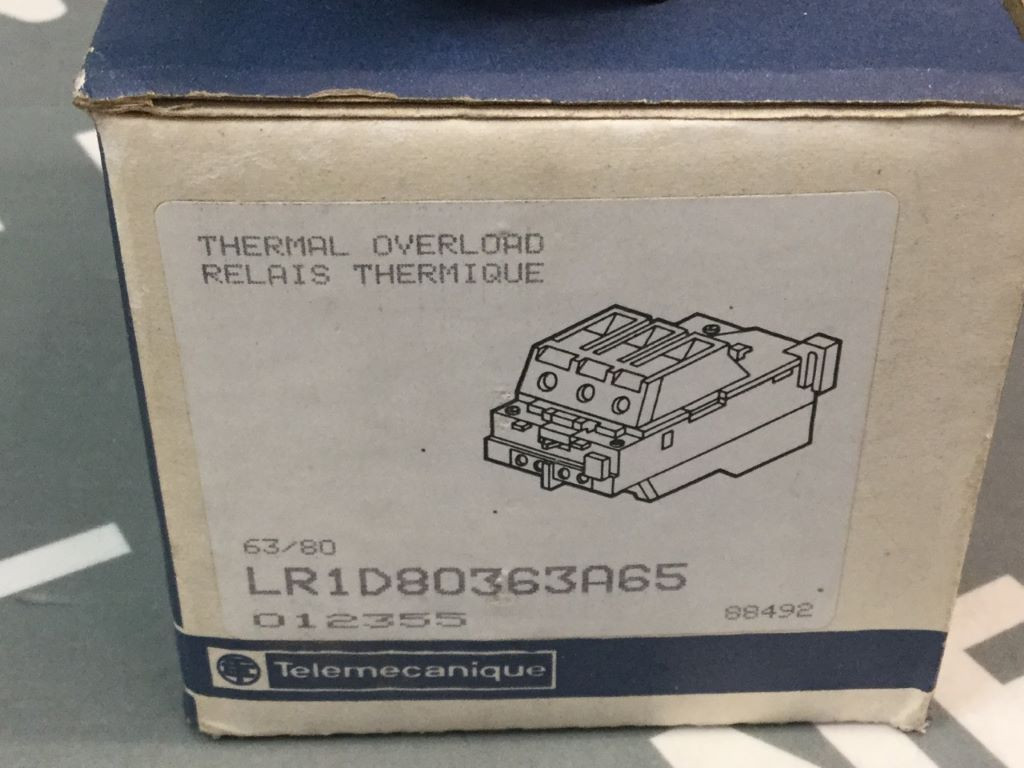 THERMAL OVERLOAD
RELAIS THERMIQUE
63/80
LR1D80363A65
012355
88492
Telemecanique